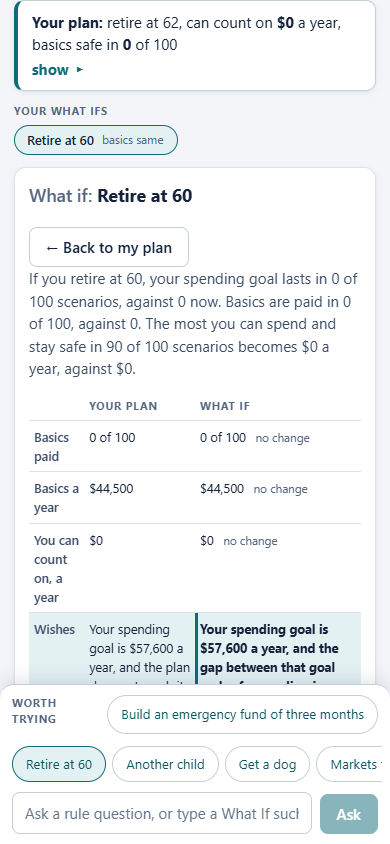 Your plan: retire at 62, can count on $0 a year,
basics safe in 0 of 100
show ▸
YOUR WHAT IFS
Retire at 60 basics same
What if: Retire at 60
← Back to my plan
If you retire at 60, your spending goal lasts in 0 of
100 scenarios, against 0 now. Basics are paid in 0
of 100, against 0. The most you can spend and
stay safe in 90 of 100 scenarios becomes $0 a
year, against $0.
YOUR PLAN WHAT IF
Basics paid 0 of 100 0 of 100 no change
Basics a year $44,500 $44,500 no change
You can count on, a year $0 $0 no change
Wishes
Your spending
goal is $57,600 a
year, and the plan
Your spending goal is
$57,600 a year, and the
gap between that goal
WORTH TRYING
Build an emergency fund of three months
Retire at 60 Another child Get a dog Markets
Ask a rule question, or type a What If such Ask